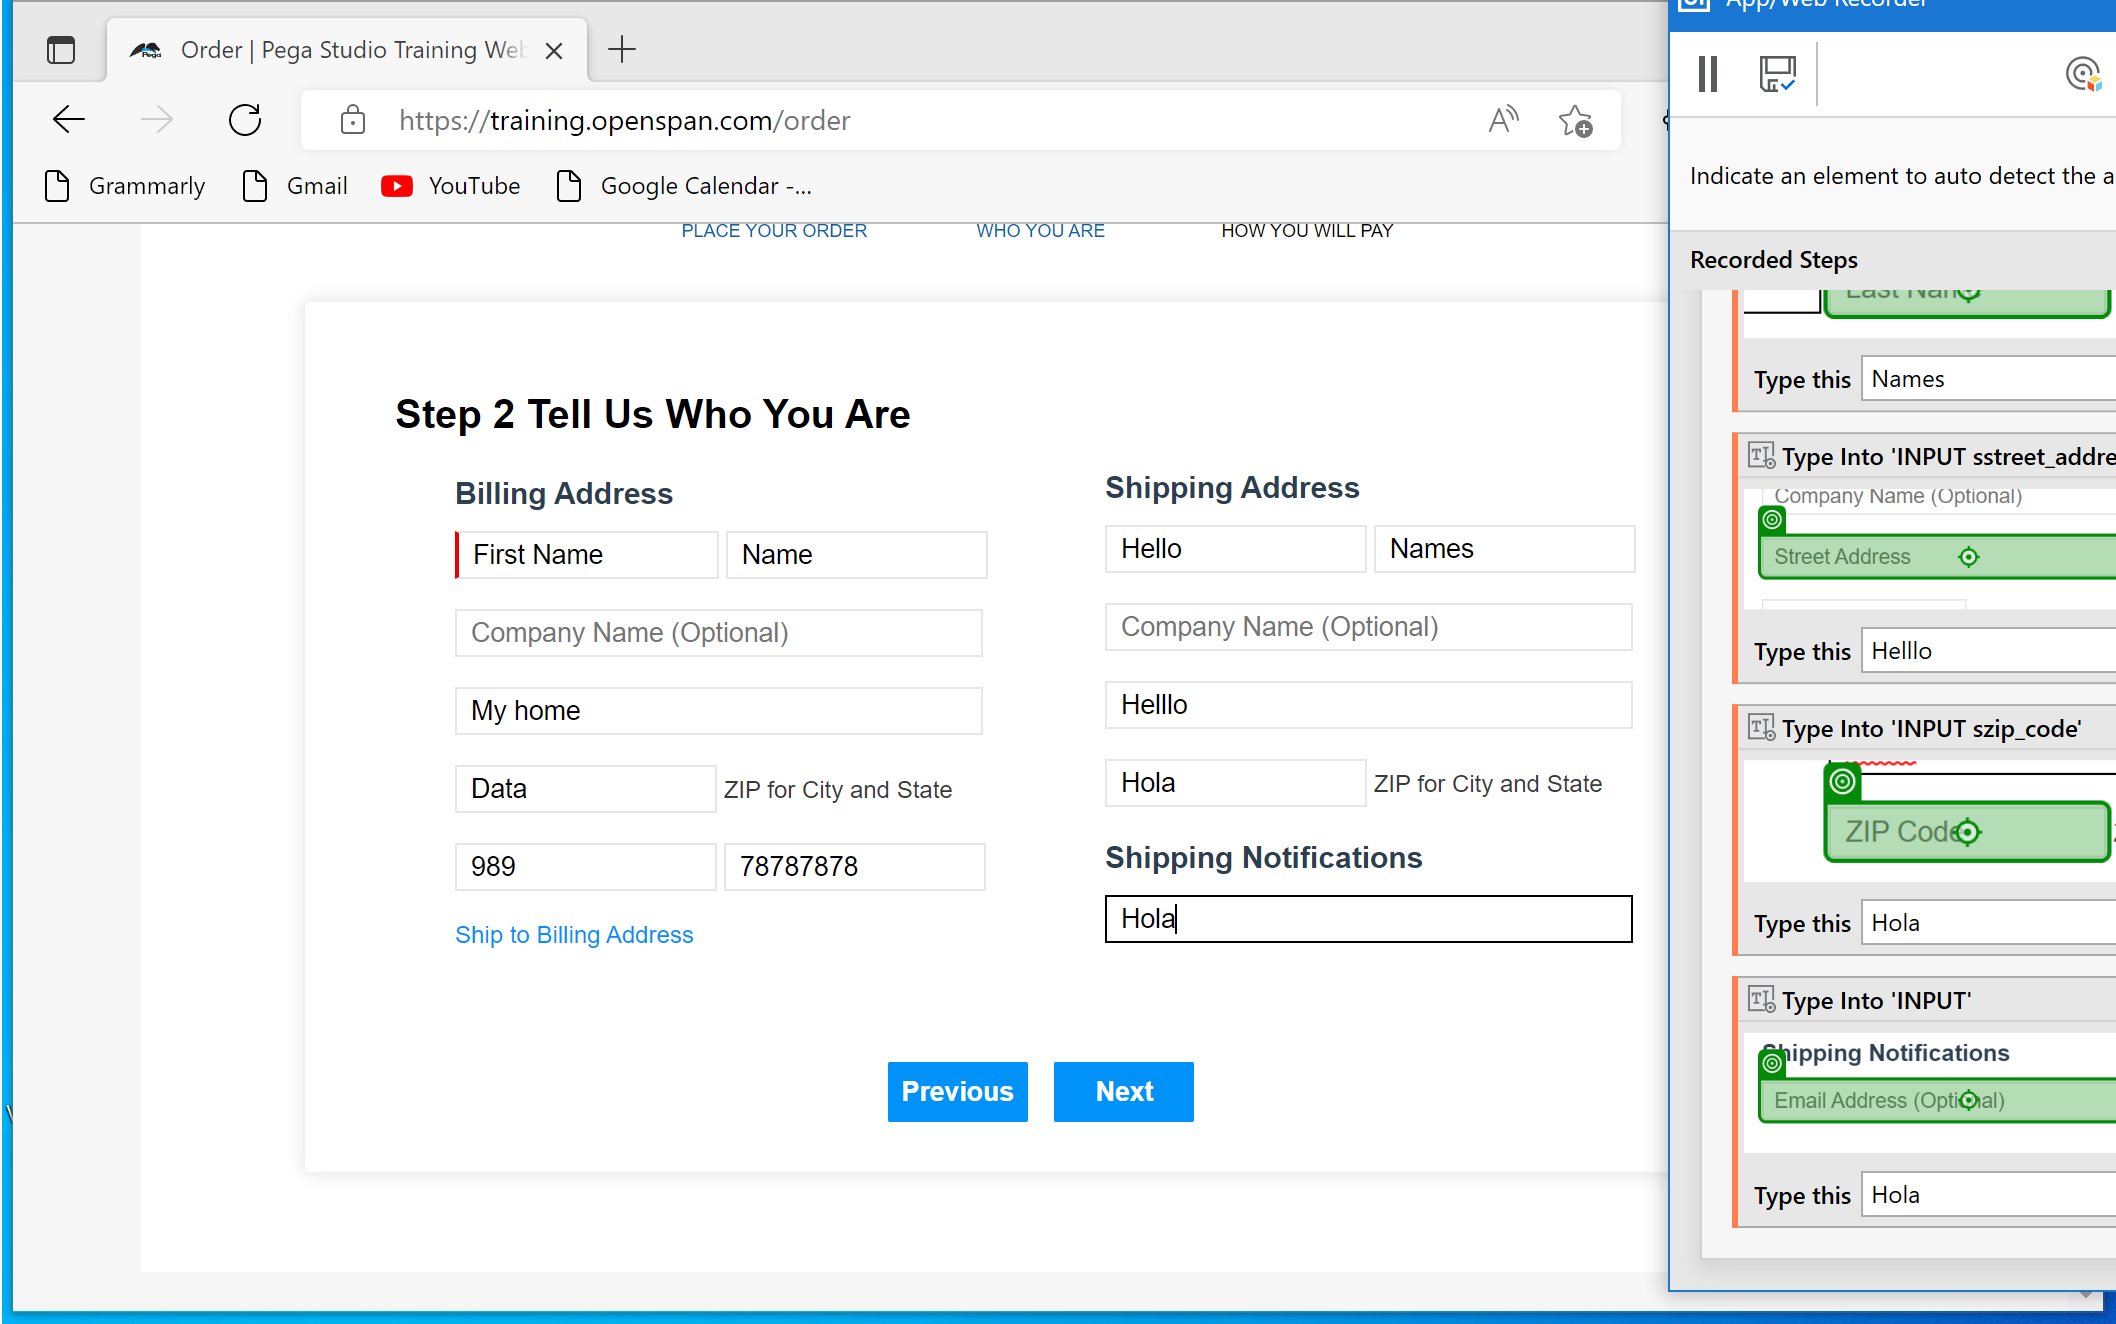 Order | Pega Studio Training Web
https://training.openspan.com/order
Grammarly
Gmail
YouTube
Google Calendar -...
PLACE YOUR ORDER
WHO YOU ARE
HOW YOU WILL PAY
Step 2 Tell Us Who You Are
Billing Address
First Name
Name
Company Name (Optional)
My home
Data
ZIP for City and State
989
78787878
Ship to Billing Address
Shipping Address
Hello
Names
Company Name (Optional)
Helllo
Hola
ZIP for City and State
Shipping Notifications
Hola
Previous
Next
App/Web Recorder
Indicate an element to auto detect the a
Recorded Steps
Last Name
Type this
Names
Type Into 'INPUT sstreet_addre
Company Name (Optional)
Street Address
Type this
Helllo
Type Into 'INPUT szip_code'
ZIP Code
Type this
Hola
Type Into 'INPUT'
Shipping Notifications
Email Address (Optional)
Type this
Hola